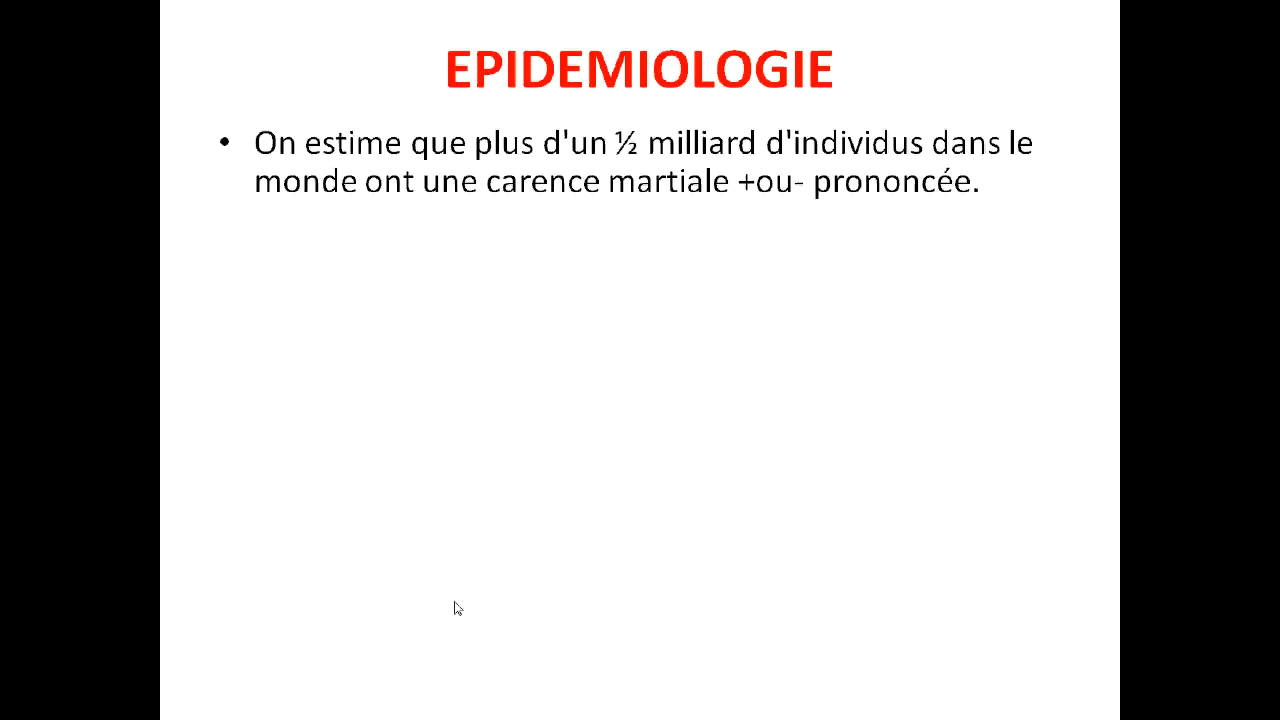 EPIDEMIOLOGIE
• On estime que plus d'un ½ milliard d'individus dans le
monde ont une carence martiale +ou- prononcée.